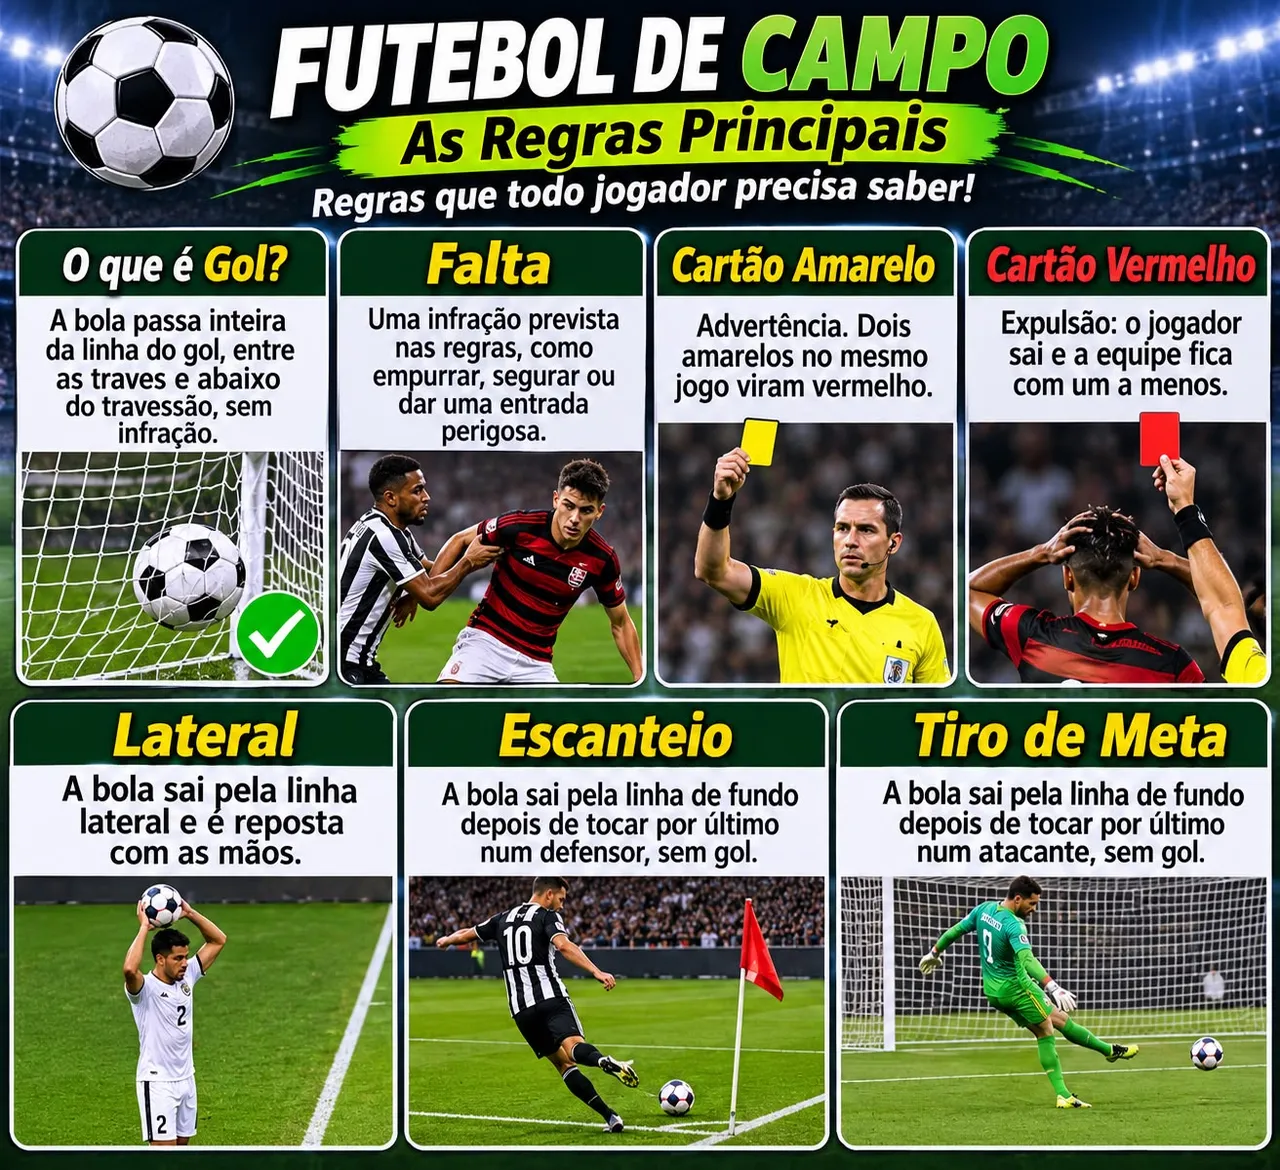 FUTEBOL DE CAMPO
As Regras Principais
Regras que todo jogador precisa saber!
O que é Gol?
A bola passa inteira
da linha do gol, entre
as traves e abaixo
do travessão, sem
infração.
Falta
Uma infração prevista
nas regras, como
empurrar, segurar ou
dar uma entrada
perigosa.
Cartão Amarelo
Advertência. Dois
amarelos no mesmo
jogo viram vermelho.
Cartão Vermelho
Expulsão: o jogador
sai e a equipe fica
com um a menos.
Lateral
A bola sai pela linha
lateral e é reposta
com as mãos.
2
2
Escanteio
A bola sai pela linha de fundo
depois de tocar por último
num defensor, sem gol.
10
Tiro de Meta
A bola sai pela linha de fundo
depois de tocar por último
num atacante, sem gol.